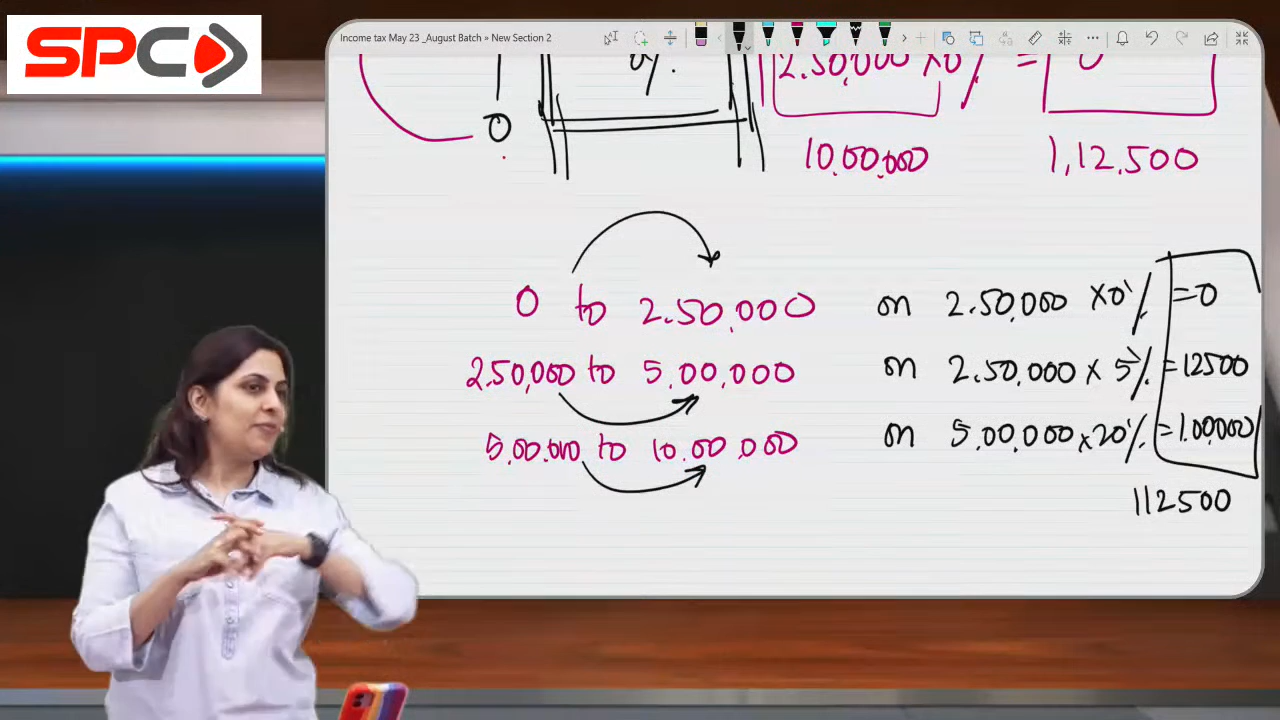 SPC
Income tax May 23 _August Batch » New Section 2
0%. 2.50,000 x0% = 0
0 10,00,000 1,12,500
0 to 2.50,000 on 2.50,000 x0% =0
2.50,000 to 5,00,000 on 2.50,000 x 5% =12500
5,00,000 to 10.00,000 on 5,00,000 x20% =1.00,000
112500